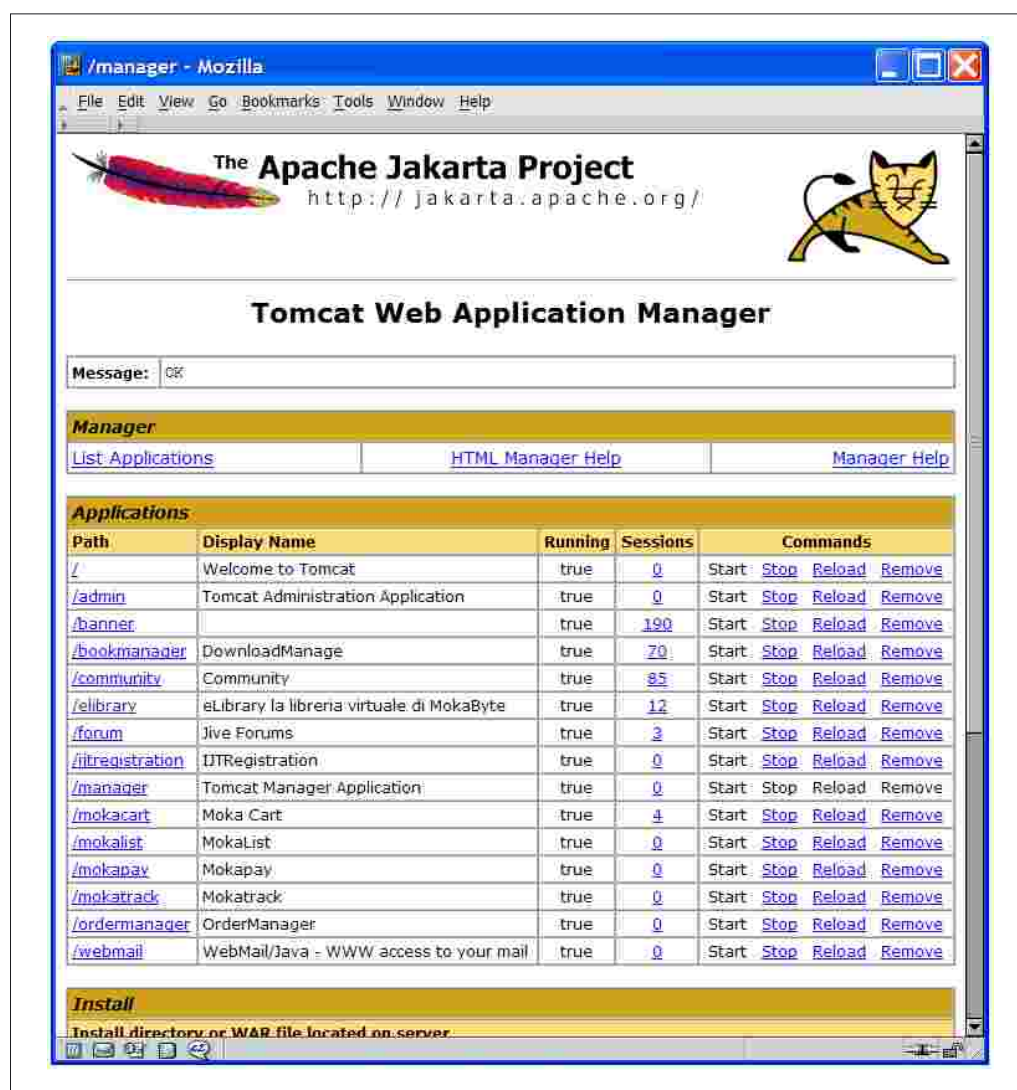 /manager - Mozilla
File Edit View Go Bookmarks Tools Window Help
The Apache Jakarta Project
http://jakarta.apache.org/
Tomcat Web Application Manager
Message: OK
Manager
List Applications HTML Manager Help Manager Help
Applications
Path Display Name Running Sessions Commands
/ Welcome to Tomcat true 0 Start Stop Reload Remove
/admin Tomcat Administration Application true 0 Start Stop Reload Remove
/banner true 190 Start Stop Reload Remove
/bookmanager DownloadManage true 70 Start Stop Reload Remove
/community Community true 85 Start Stop Reload Remove
/elibrary eLibrary la libreria virtuale di MokaByte true 12 Start Stop Reload Remove
/forum Jive Forums true 3 Start Stop Reload Remove
/ijtregistration IJTRegistration true 0 Start Stop Reload Remove
/manager Tomcat Manager Application true 0 Start Stop Reload Remove
/mokacart Moka Cart true 4 Start Stop Reload Remove
/mokalist MokaList true 0 Start Stop Reload Remove
/mokapay Mokapay true 0 Start Stop Reload Remove
/mokatrack Mokatrack true 0 Start Stop Reload Remove
/ordermanager OrderManager true 0 Start Stop Reload Remove
/webmail WebMail/Java - WWW access to your mail true 0 Start Stop Reload Remove
Install
Install directory or WAR file located on server